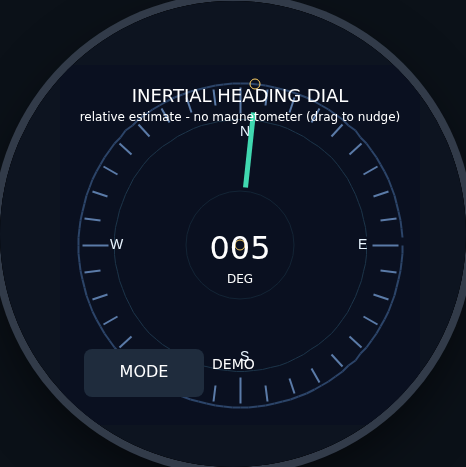 INERTIAL HEADING DIAL
relative estimate - no magnetometer (drag to nudge)
N
W
E
005
DEG
S
DEMO
MODE